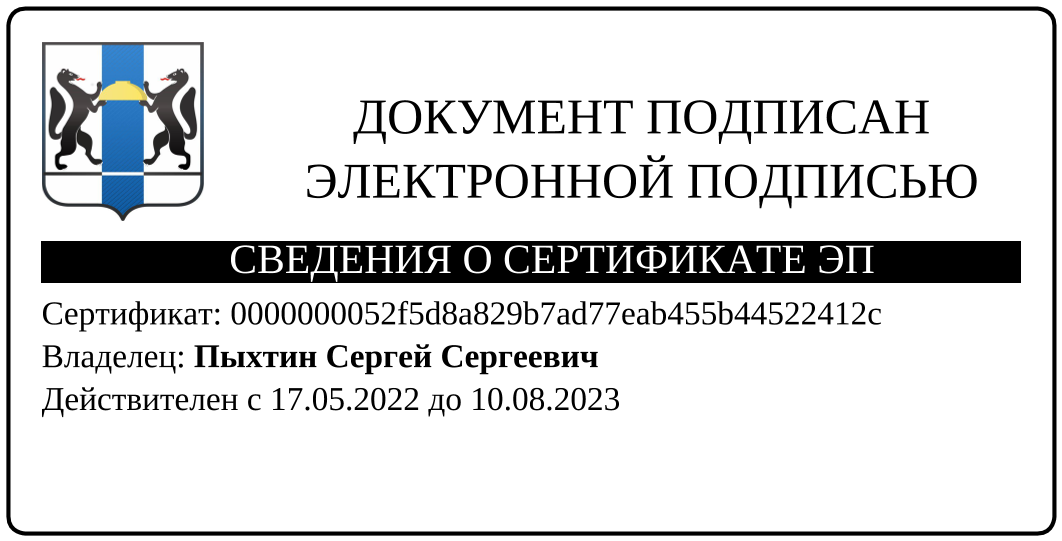 ДОКУМЕНТ ПОДПИСАН
ЭЛЕКТРОННОЙ ПОДПИСЬЮ
СВЕДЕНИЯ О СЕРТИФИКАТЕ ЭП
Сертификат: 0000000052f5d8a829b7ad77eab455b44522412c
Владелец: Пыхтин Сергей Сергеевич
Действителен с 17.05.2022 до 10.08.2023